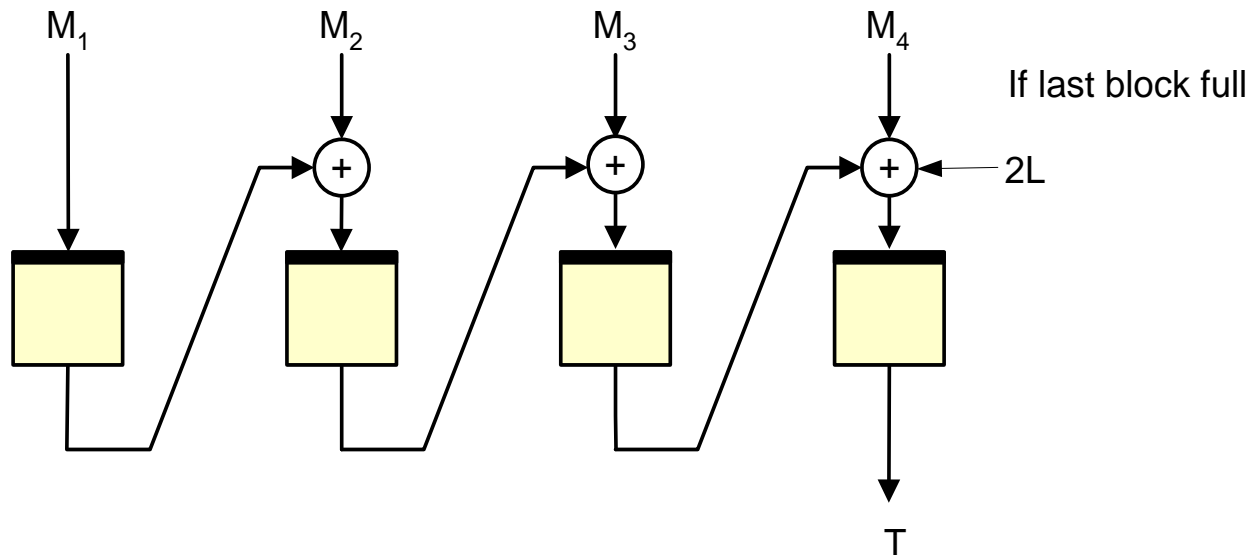 M₁ M₂ M₃ M₄
If last block full
+ + +
2L
T